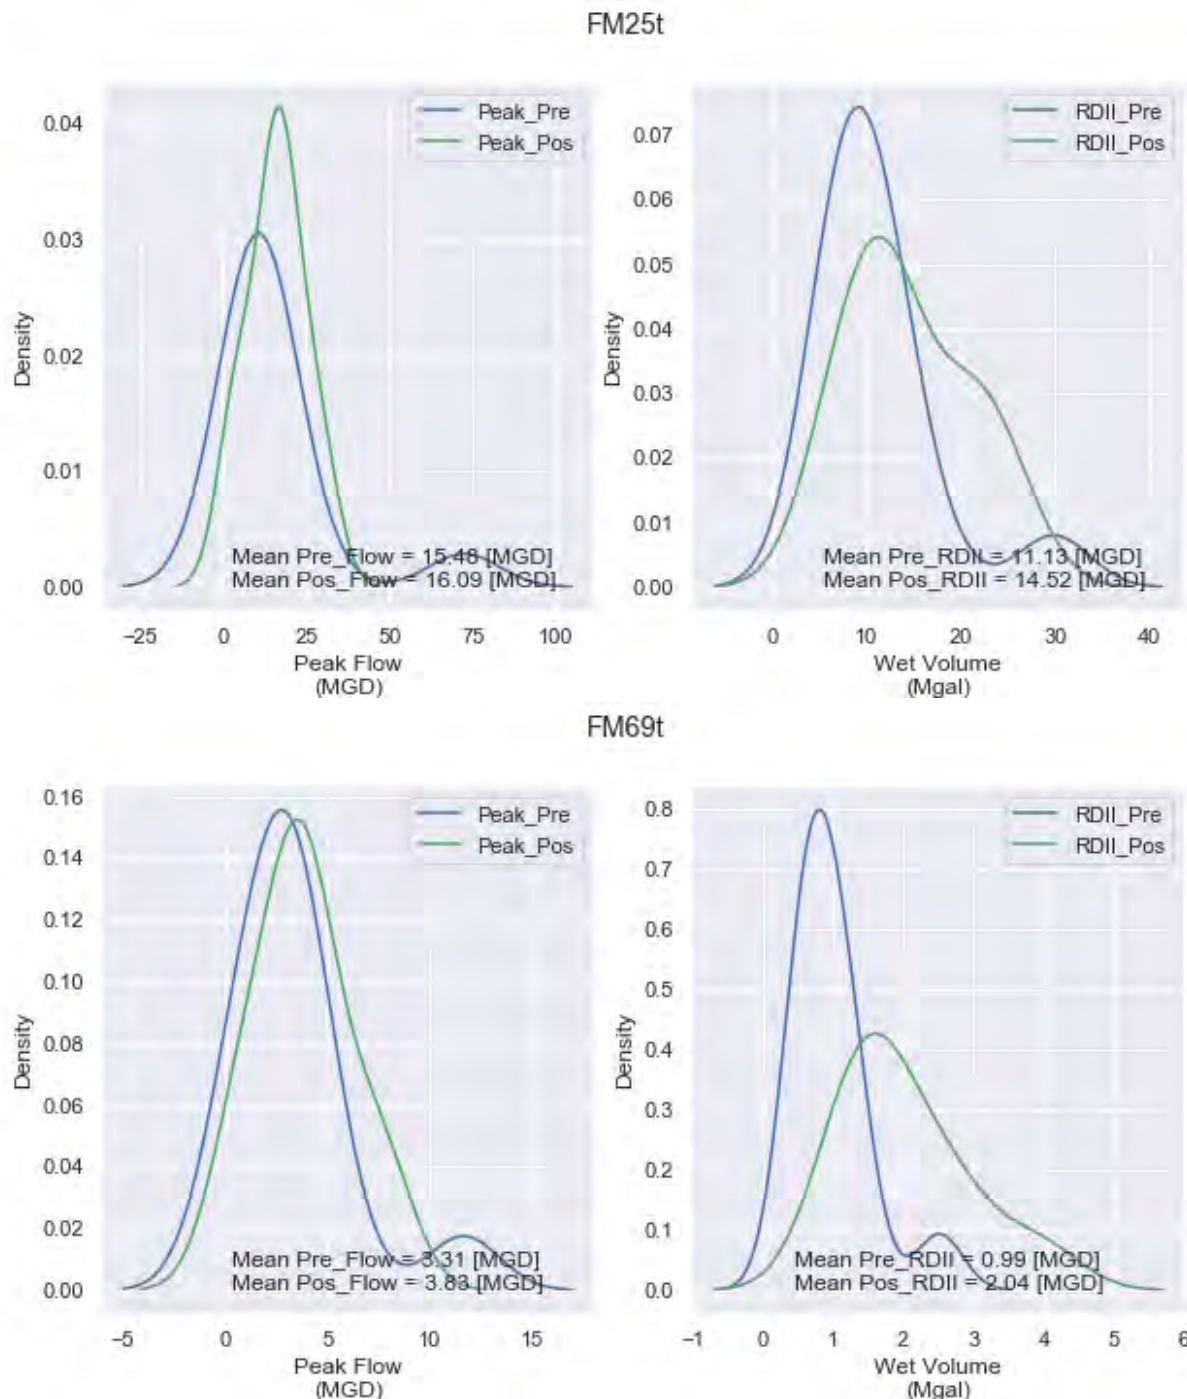 FM25t
Peak_Pre
Peak_Pos
0.04
0.03
0.02
0.01
0.00
Density
Mean Pre_Flow = 15.48 [MGD]
Mean Pos_Flow = 16.09 [MGD]
−25 0 25 50 75 100
Peak Flow
(MGD)
RDII_Pre
RDII_Pos
0.07
0.06
0.05
0.04
0.03
0.02
0.01
0.00
Density
Mean Pre_RDII = 11.13 [MGD]
Mean Pos_RDII = 14.52 [MGD]
0 10 20 30 40
Wet Volume
(Mgal)
FM69t
Peak_Pre
Peak_Pos
0.16
0.14
0.12
0.10
0.08
0.06
0.04
0.02
0.00
Density
Mean Pre_Flow = 3.31 [MGD]
Mean Pos_Flow = 3.83 [MGD]
−5 0 5 10 15
Peak Flow
(MGD)
RDII_Pre
RDII_Pos
0.8
0.7
0.6
0.5
0.4
0.3
0.2
0.1
0.0
Density
Mean Pre_RDII = 0.99 [MGD]
Mean Pos_RDII = 2.04 [MGD]
−1 0 1 2 3 4 5 6
Wet Volume
(Mgal)